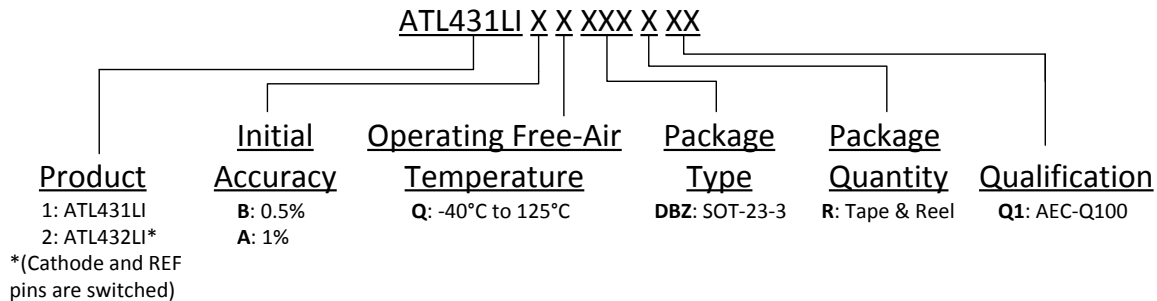 ATL431LI X X XXX X XX
Product
1: ATL431LI
2: ATL432LI*
*(Cathode and REF
pins are switched)
Initial
Accuracy
B: 0.5%
A: 1%
Operating Free-Air
Temperature
Q: -40°C to 125°C
Package
Type
DBZ: SOT-23-3
Package
Quantity
R: Tape & Reel
Qualification
Q1: AEC-Q100